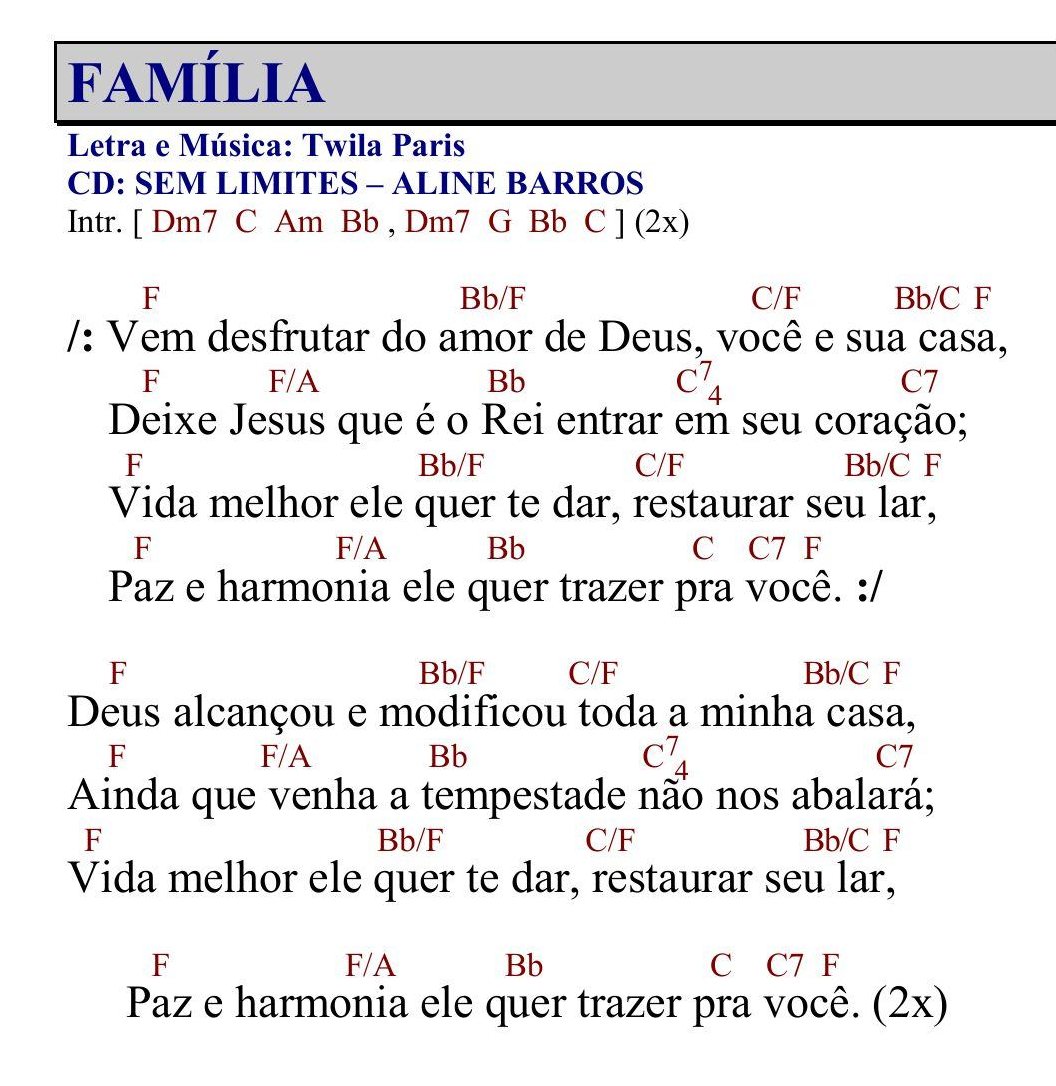 FAMÍLIA
Letra e Música: Twila Paris
CD: SEM LIMITES – ALINE BARROS
Intr. [ Dm7 C Am Bb , Dm7 G Bb C ] (2x)
F Bb/F C/F Bb/C F
/: Vem desfrutar do amor de Deus, você e sua casa,
F F/A Bb C7 4 C7
Deixe Jesus que é o Rei entrar em seu coração;
F Bb/F C/F Bb/C F
Vida melhor ele quer te dar, restaurar seu lar,
F F/A Bb C C7 F
Paz e harmonia ele quer trazer pra você. :/
F Bb/F C/F Bb/C F
Deus alcançou e modificou toda a minha casa,
F F/A Bb C7 4 C7
Ainda que venha a tempestade não nos abalará;
F Bb/F C/F Bb/C F
Vida melhor ele quer te dar, restaurar seu lar,
F F/A Bb C C7 F
Paz e harmonia ele quer trazer pra você. (2x)